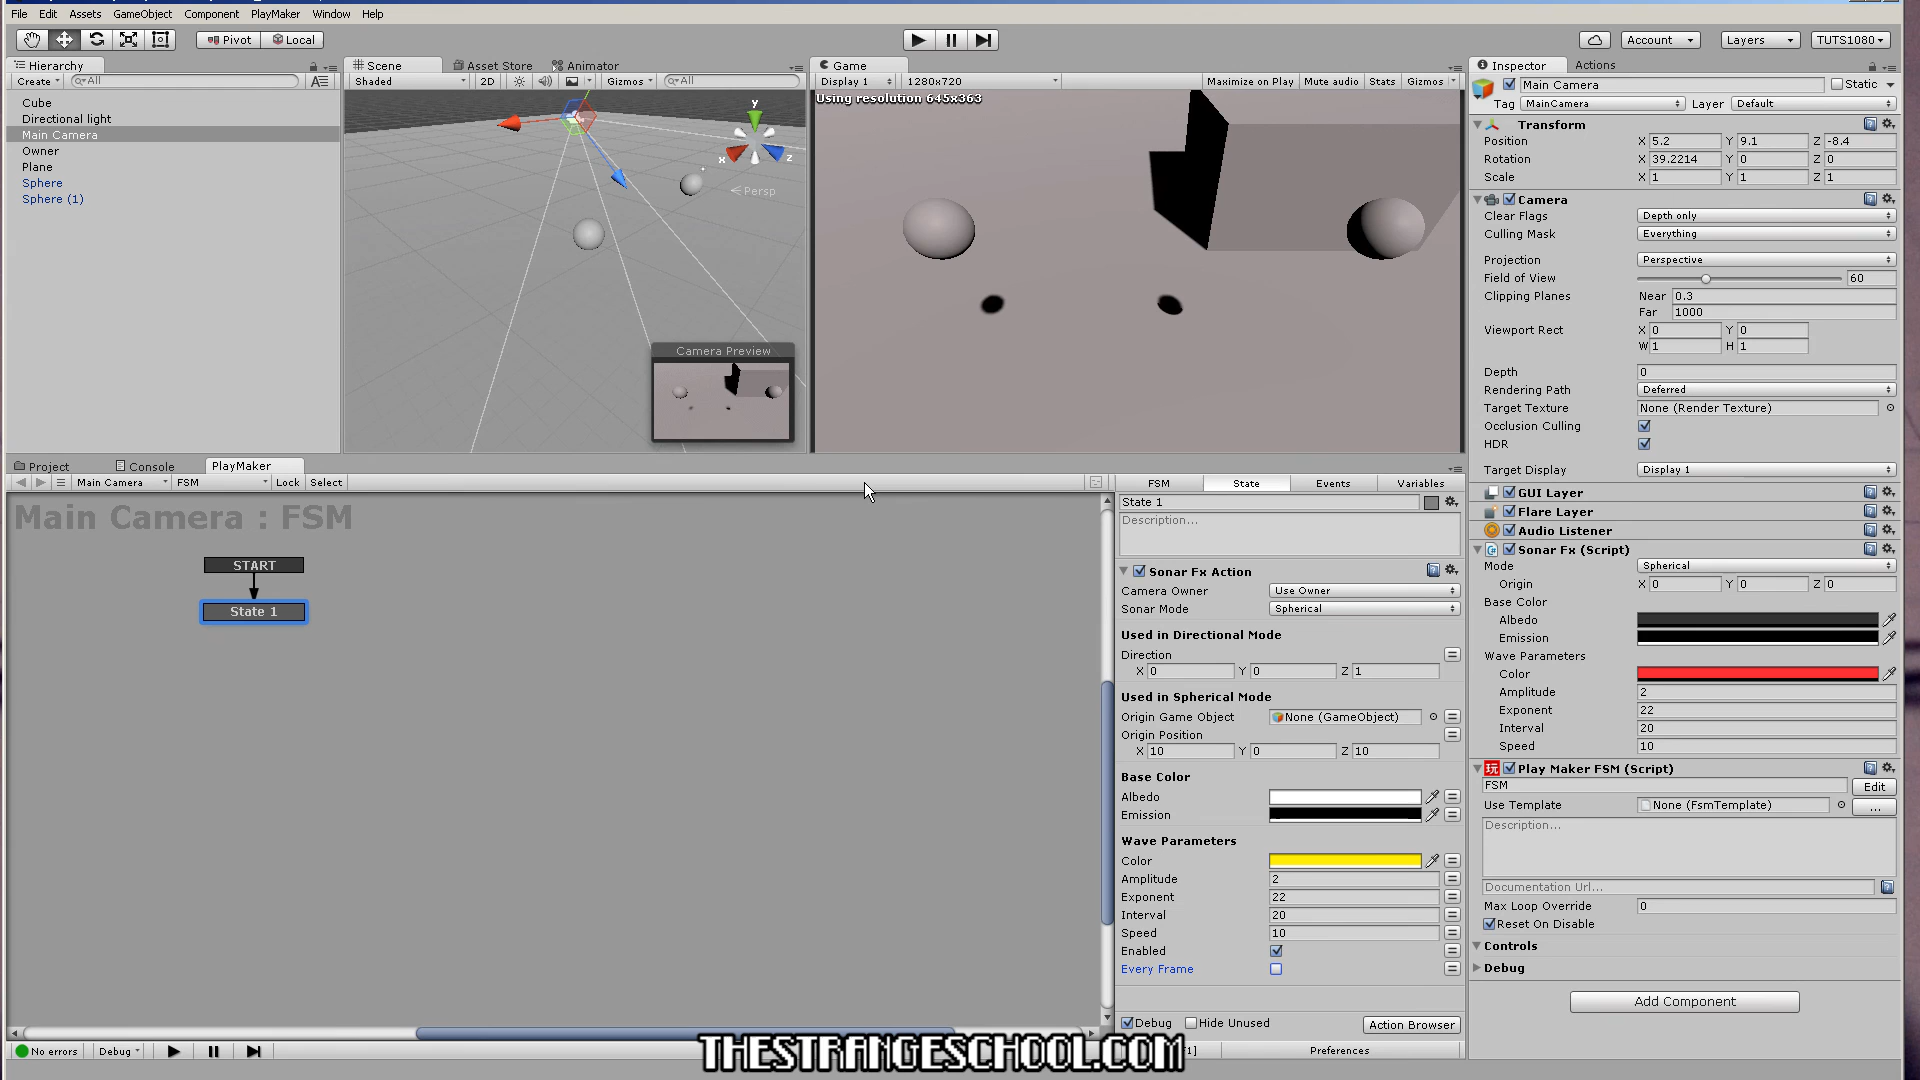 File Edit Assets GameObject Component PlayMaker Window Help
Pivot Local
Account Layers TUTS1080
Hierarchy
Create All
Cube
Directional light
Main Camera
Owner
Plane
Sphere
Sphere (1)
Scene Asset Store Animator
Shaded 2D Gizmos All
y
x z
Persp
Camera Preview
Game
Display 1 1280x720 Maximize on Play Mute audio Stats Gizmos
Using resolution 645x363
Inspector Actions
Main Camera Static
Tag MainCamera Layer Default
Transform
Position X 5.2 Y 9.1 Z -8.4
Rotation X 39.2214 Y 0 Z 0
Scale X 1 Y 1 Z 1
Camera
Clear Flags Depth only
Culling Mask Everything
Projection Perspective
Field of View 60
Clipping Planes Near 0.3
Far 1000
Viewport Rect X 0 Y 0
W 1 H 1
Depth 0
Rendering Path Deferred
Target Texture None (Render Texture)
Occlusion Culling
HDR
Target Display Display 1
GUI Layer
Flare Layer
Audio Listener
Sonar Fx (Script)
Mode Spherical
Origin X 0 Y 0 Z 0
Base Color
Albedo
Emission
Wave Parameters
Color
Amplitude 2
Exponent 22
Interval 20
Speed 10
玩 Play Maker FSM (Script)
FSM Edit
Use Template None (FsmTemplate) ...
Description...
Documentation Url...
Max Loop Override 0
Reset On Disable
Controls
Debug
Add Component
Project Console PlayMaker
Main Camera FSM Lock Select
Main Camera : FSM
START
State 1
FSM State Events Variables
State 1
Description...
Sonar Fx Action
Camera Owner Use Owner
Sonar Mode Spherical
Used in Directional Mode
Direction
X 0 Y 0 Z 1
Used in Spherical Mode
Origin Game Object None (GameObject)
Origin Position
X 10 Y 0 Z 10
Base Color
Albedo
Emission
Wave Parameters
Color
Amplitude 2
Exponent 22
Interval 20
Speed 10
Enabled
Every Frame
Debug Hide Unused Action Browser
Preferences
No errors Debug
THESTRANGESCHOOL.COM